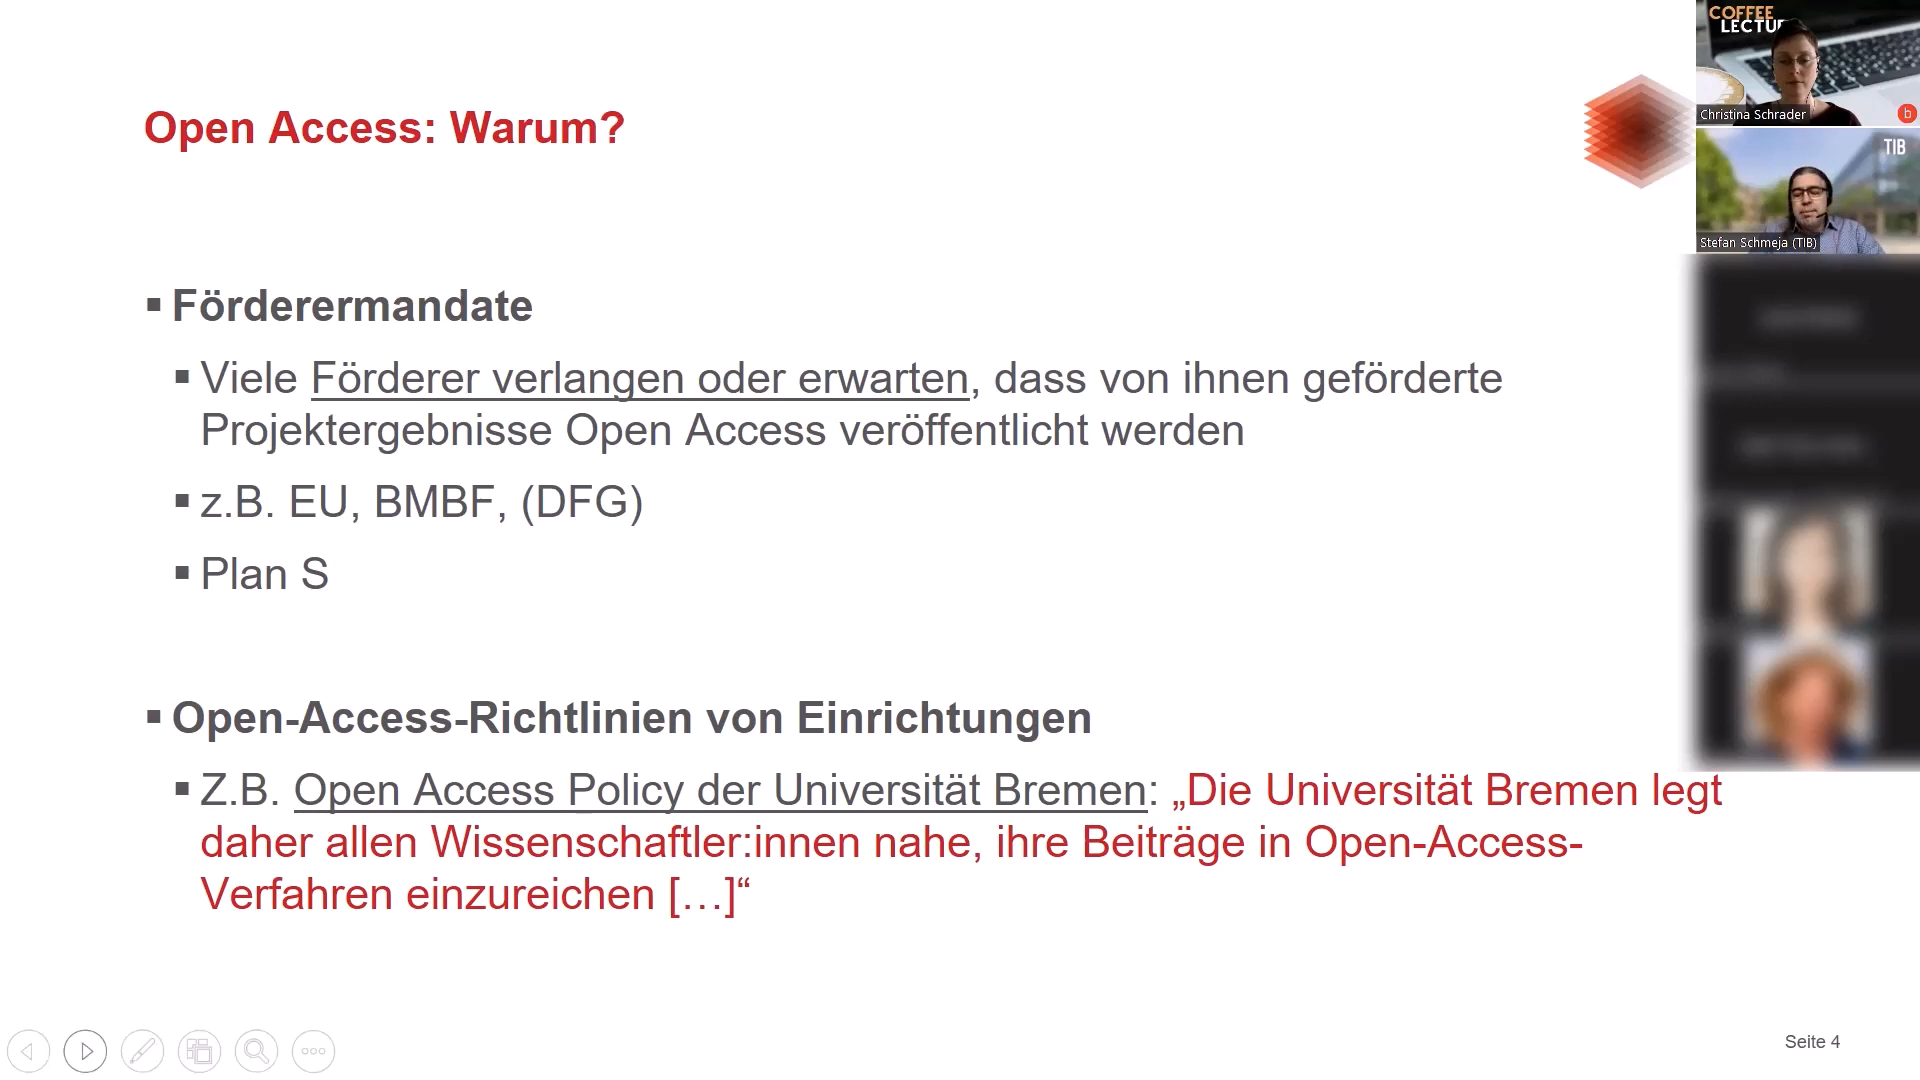 COFFEE
LECTU
Christina Schrader
b
TIB
Stefan Schmeja (TIB)
Open Access: Warum?
▪ Förderermandate
▪ Viele Förderer verlangen oder erwarten, dass von ihnen geförderte
Projektergebnisse Open Access veröffentlicht werden
▪ z.B. EU, BMBF, (DFG)
▪ Plan S
▪ Open-Access-Richtlinien von Einrichtungen
▪ Z.B. Open Access Policy der Universität Bremen: „Die Universität Bremen legt
daher allen Wissenschaftler:innen nahe, ihre Beiträge in Open-Access-
Verfahren einzureichen […]“
Seite 4